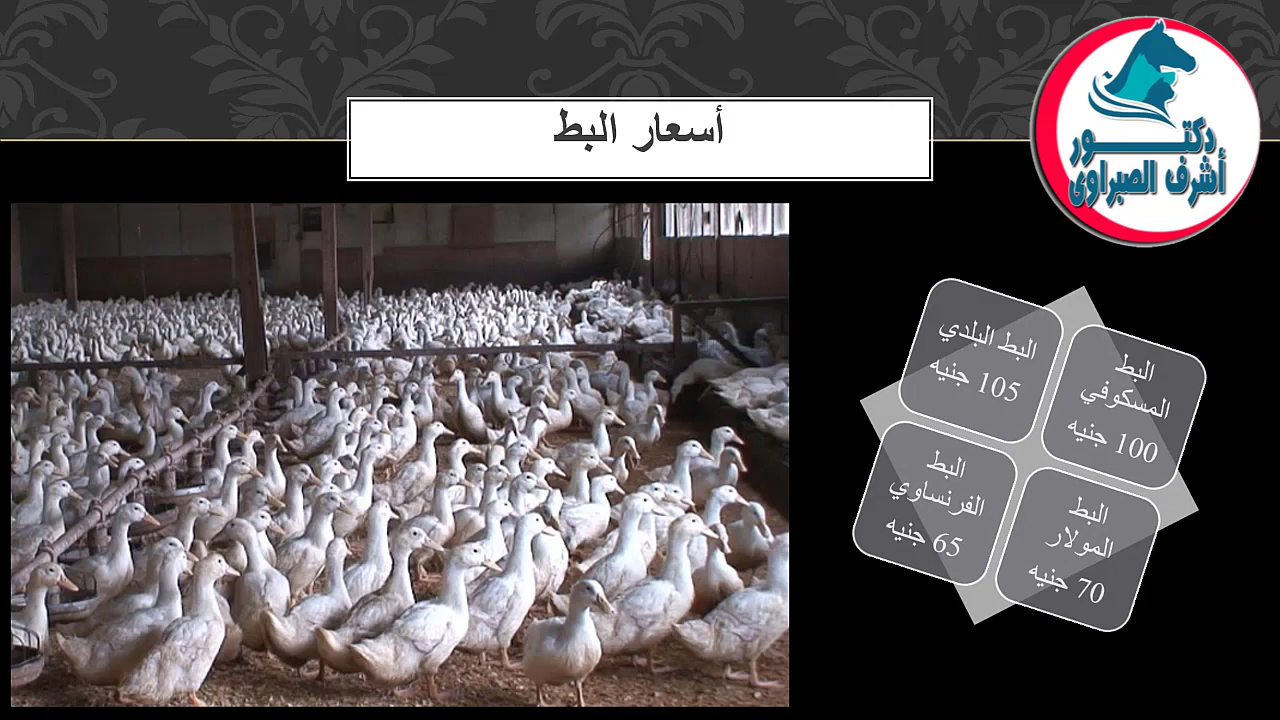 أسعار البط
دكتور
أشرف الصبراوى
البط
المسكوفي
100 جنيه
البط البلدي
105 جنيه
البط
المولار
70 جنيه
البط
الفرنساوي
65 جنيه